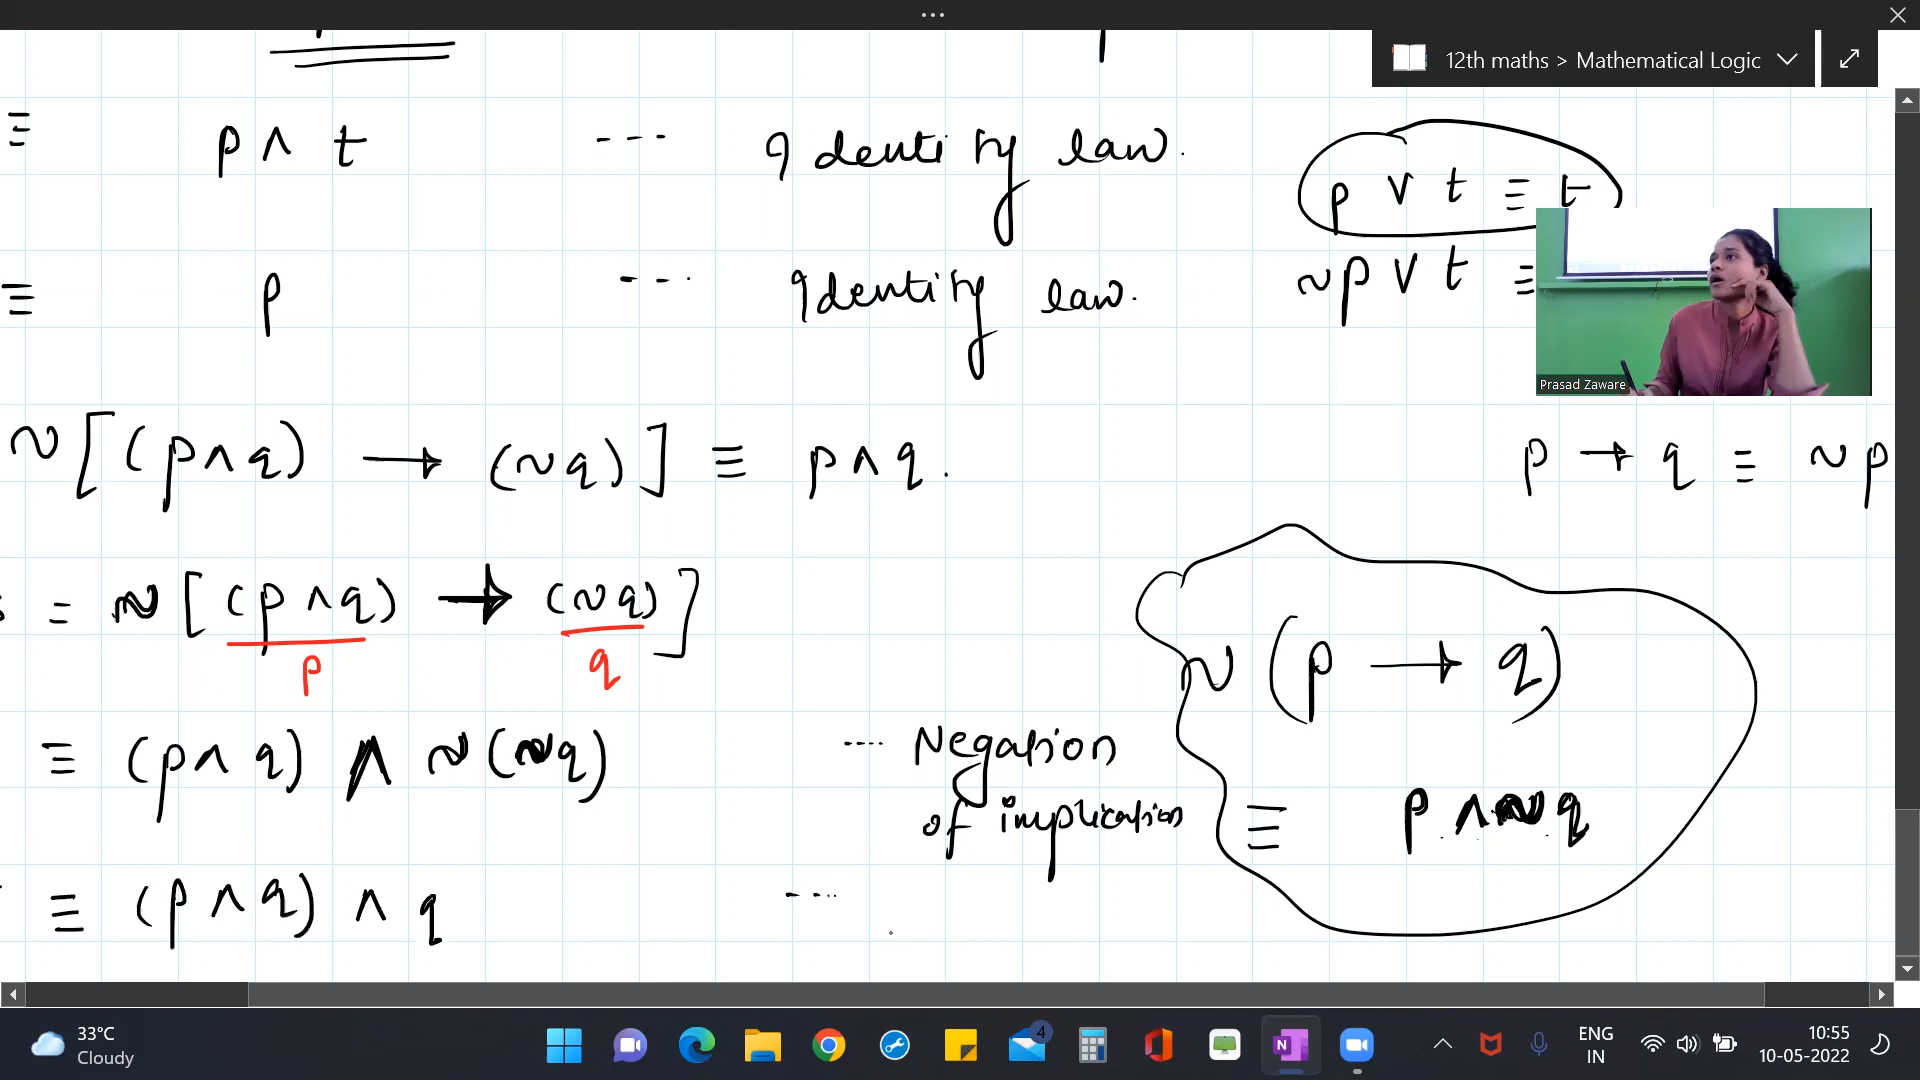 12th maths > Mathematical Logic
≡ p ∧ t --- Identity law.
p ∨ t ≡ t
≡ p --- Identity law.
~p ∨ t ≡
Prasad Zaware
~[(p∧q) → (~q)] ≡ p∧q.
p → q ≡ ~p
= ~[(p∧q) → (~q)]
p q
~(p → q)
≡ (p∧q) ∧ ~(~q) ---- Negation
of implication
≡ p ∧ ~q
≡ (p∧q) ∧ q ----
33°C
Cloudy
4
ENG
IN
10:55
10-05-2022